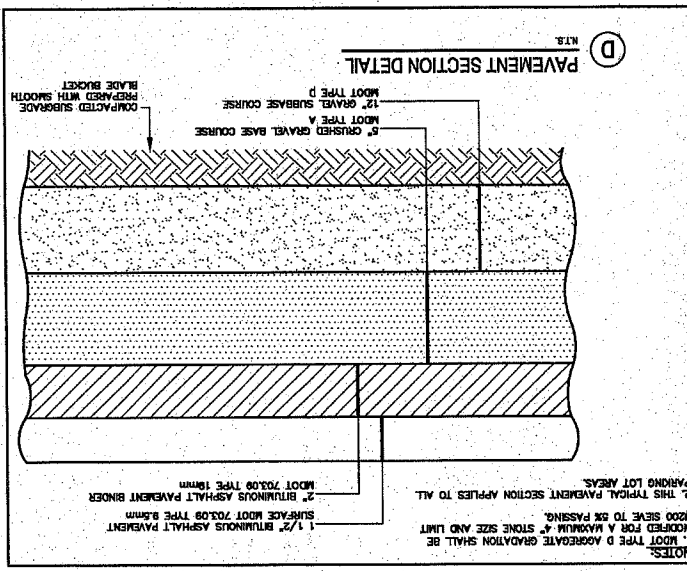 NOTES:
. MDOT TYPE D AGGREGATE GRADATION SHALL BE
MODIFIED FOR A MAXIMUM 4" STONE SIZE AND LIMIT
#200 SIEVE TO 5% PASSING.
2. THIS TYPICAL PAVEMENT SECTION APPLIES TO ALL
PARKING LOT AREAS.
1 1/2" BITUMINOUS ASPHALT PAVEMENT
SURFACE MDOT 703.09 TYPE 9.5mm
2" BITUMINOUS ASPHALT PAVEMENT BINDER
MDOT 703.09 TYPE 19mm
5" CRUSHED GRAVEL BASE COURSE
MDOT TYPE A
12" GRAVEL SUBBASE COURSE
MDOT TYPE D
COMPACTED SUBGRADE
PREPARED WITH SMOOTH
BLADE BUCKET
D
PAVEMENT SECTION DETAIL
N.T.S.